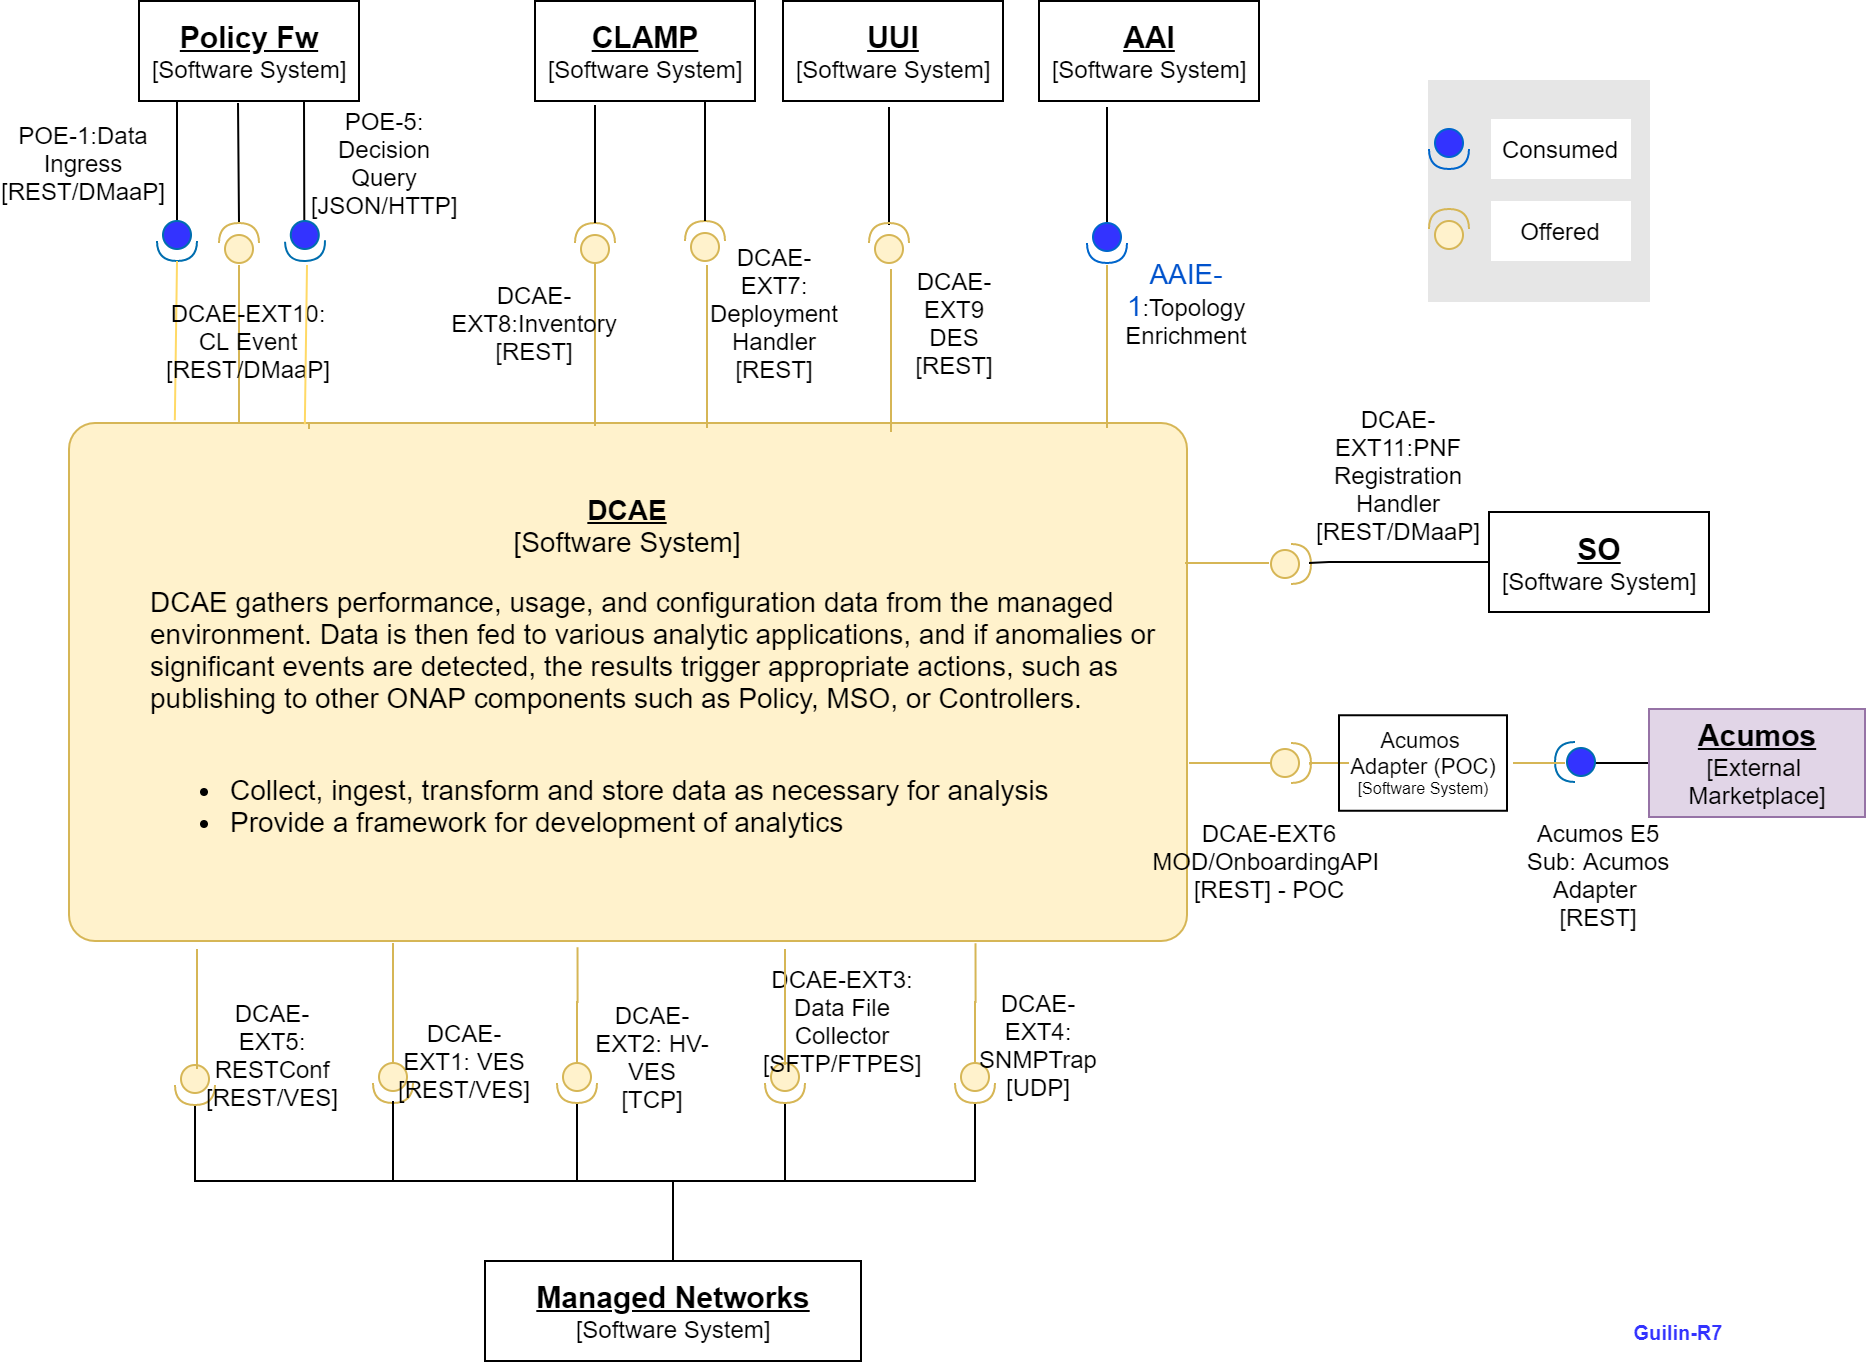 Policy Fw
[Software System]
CLAMP
[Software System]
UUI
[Software System]
AAI
[Software System]
POE-1:Data
Ingress
[REST/DMaaP]
POE-5:
Decision
Query
[JSON/HTTP]
Consumed
Offered
DCAE-EXT10:
CL Event
[REST/DMaaP]
DCAE-
EXT8:Inventory
[REST]
DCAE-
EXT7:
Deployment
Handler
[REST]
DCAE-
EXT9
DES
[REST]
AAIE-
1:Topology
Enrichment
DCAE-
EXT11:PNF
Registration
Handler
[REST/DMaaP]
SO
[Software System]
DCAE
[Software System]
DCAE gathers performance, usage, and configuration data from the managed
environment. Data is then fed to various analytic applications, and if anomalies or
significant events are detected, the results trigger appropriate actions, such as
publishing to other ONAP components such as Policy, MSO, or Controllers.
• Collect, ingest, transform and store data as necessary for analysis
• Provide a framework for development of analytics
Acumos
Adapter (POC)
[Software System)
Acumos
[External
Marketplace]
DCAE-EXT6
MOD/OnboardingAPI
[REST] - POC
Acumos E5
Sub: Acumos
Adapter
[REST]
DCAE-
EXT5:
RESTConf
[REST/VES]
DCAE-
EXT1: VES
[REST/VES]
DCAE-
EXT2: HV-
VES
[TCP]
DCAE-EXT3:
Data File
Collector
[SFTP/FTPES]
DCAE-
EXT4:
SNMPTrap
[UDP]
Managed Networks
[Software System]
Guilin-R7